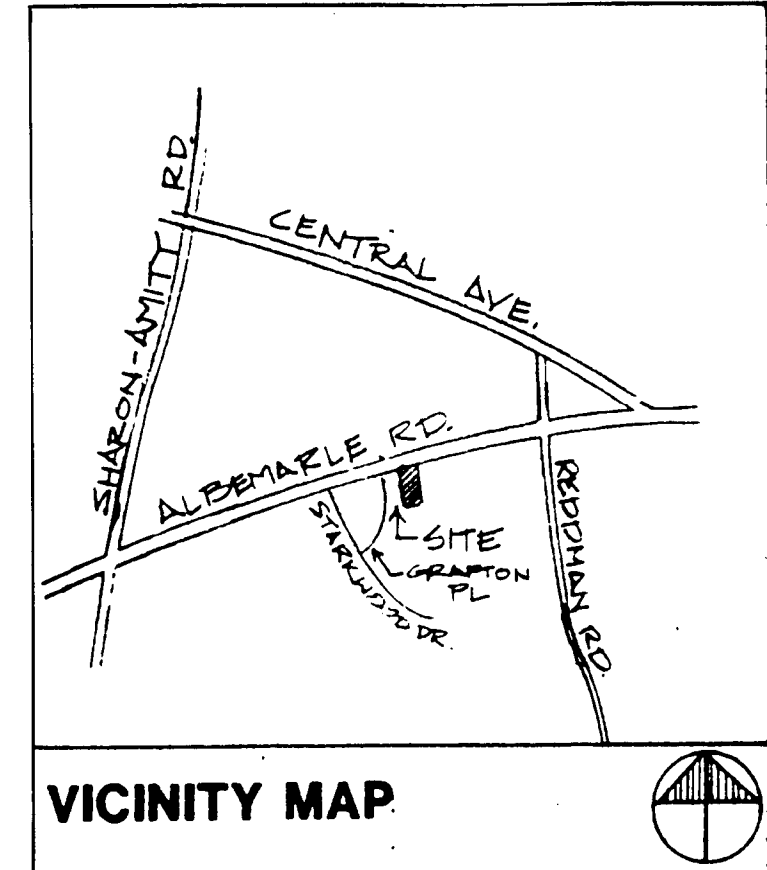 SHARON-AMITY RD.
CENTRAL AVE.
ALBEMARLE RD.
REDDMAN RD.
STARKWOOD DR.
SITE
GRAFTON
PL
VICINITY MAP